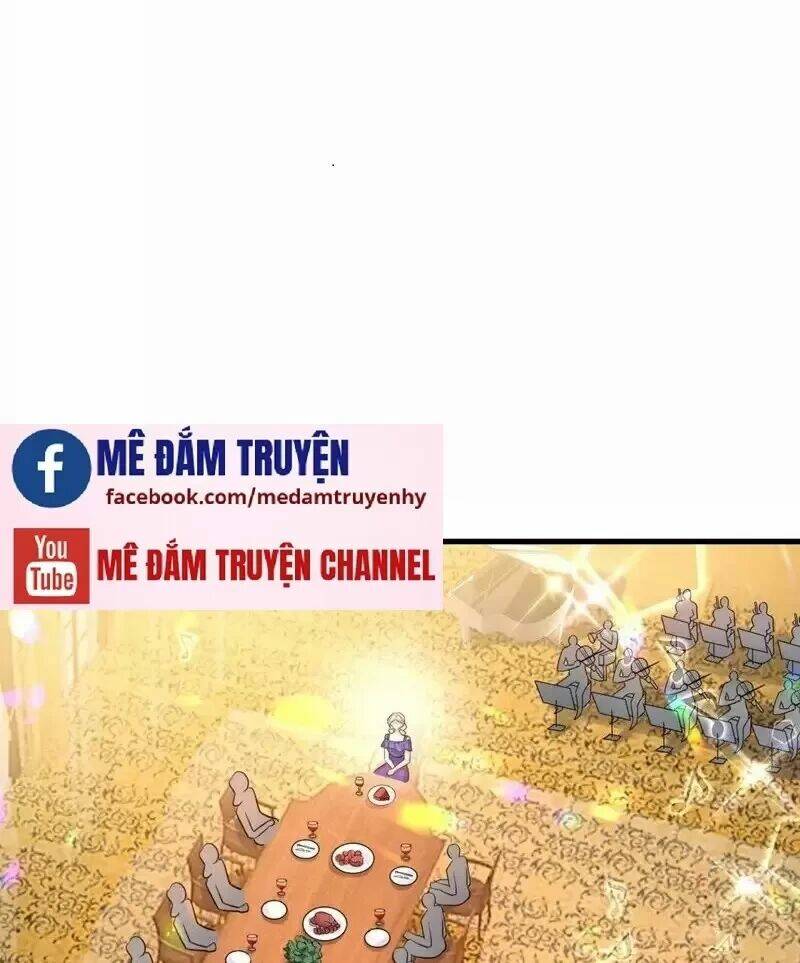 MÊ ĐẮM TRUYỆN
facebook.com/medamtruyenhy
You
Tube
MÊ ĐẮM TRUYỆN CHANNEL